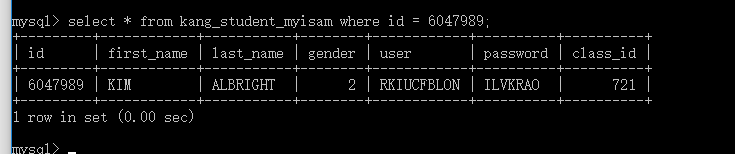 mysql> select * from kang_student_myisam where id = 6047989;
+---------+------------+-----------+--------+------------+----------+----------+
| id      | first_name | last_name | gender | user       | password | class_id |
+---------+------------+-----------+--------+------------+----------+----------+
| 6047989 | KIM        | ALBRIGHT  |      2 | RKIUCFBLON | ILVKRAO  |      721 |
+---------+------------+-----------+--------+------------+----------+----------+
1 row in set (0.00 sec)
mysql>